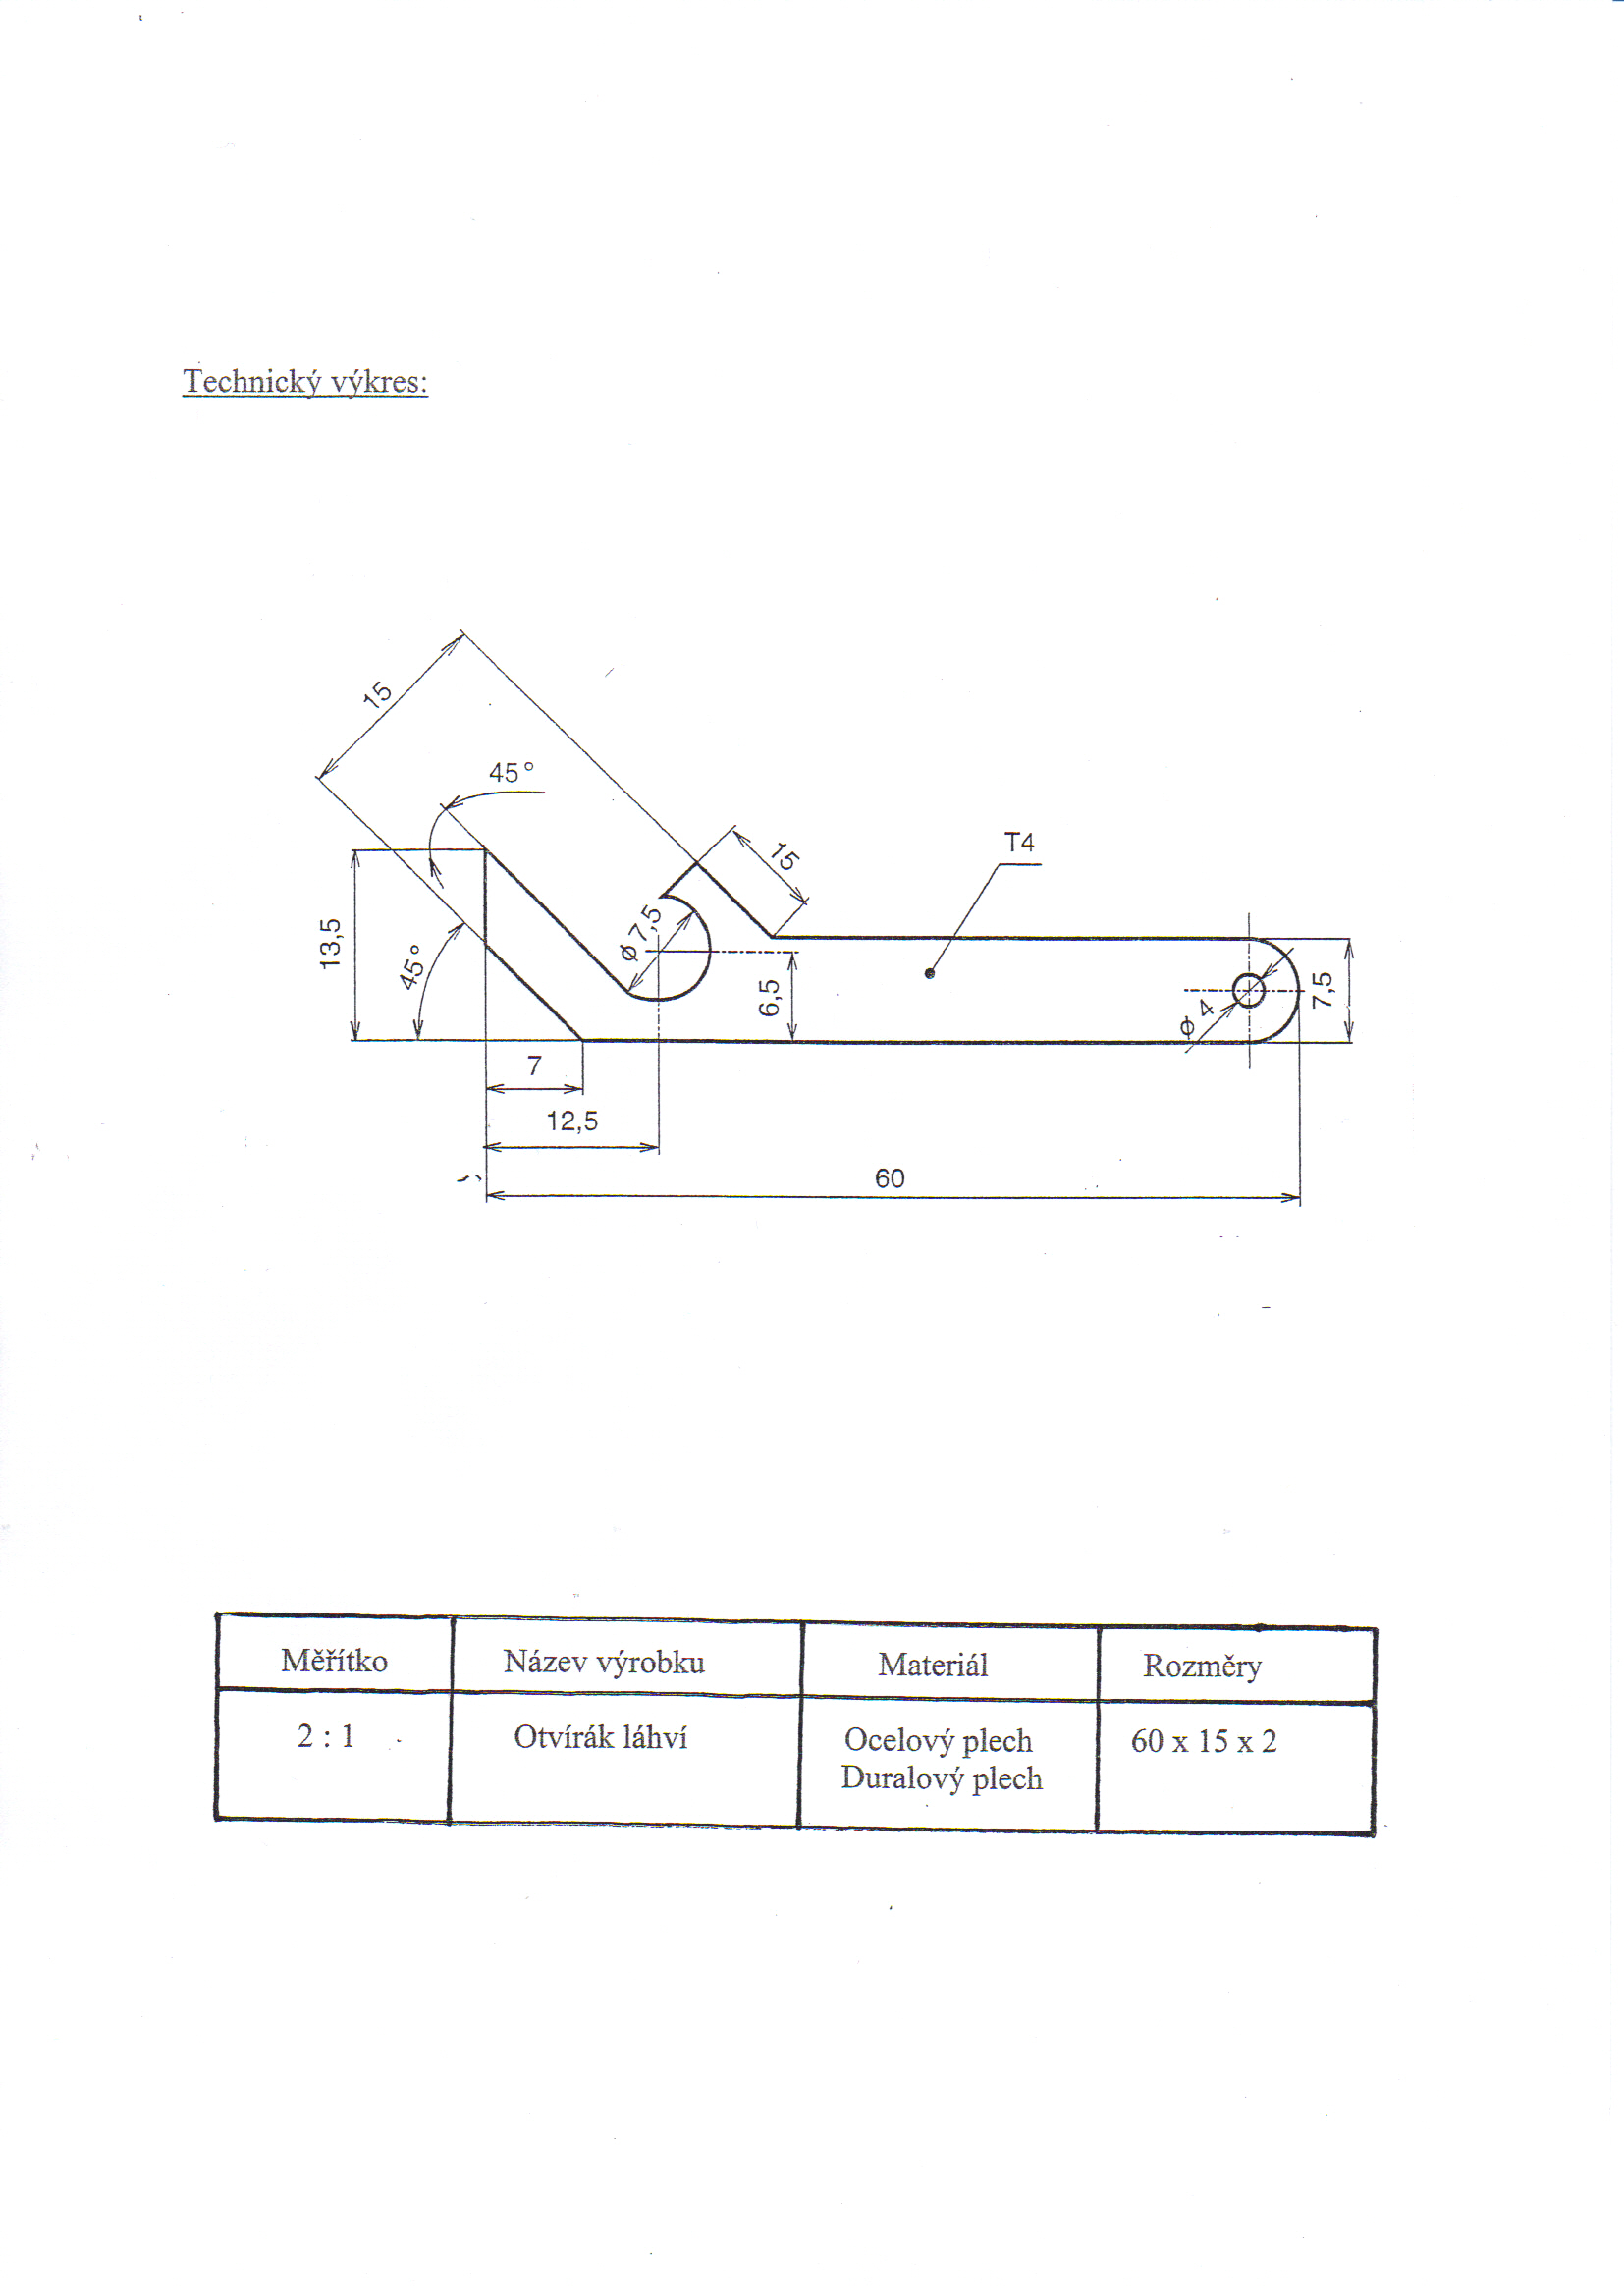 Technický výkres:
15
45°
15
T4
13,5
45°
ϕ 7,5
6,5
ϕ 4
7,5
7
12,5
60
Měřítko Název výrobku Materiál Rozměry
2 : 1 Otvírák láhví Ocelový plech 60 x 15 x 2
Duralový plech